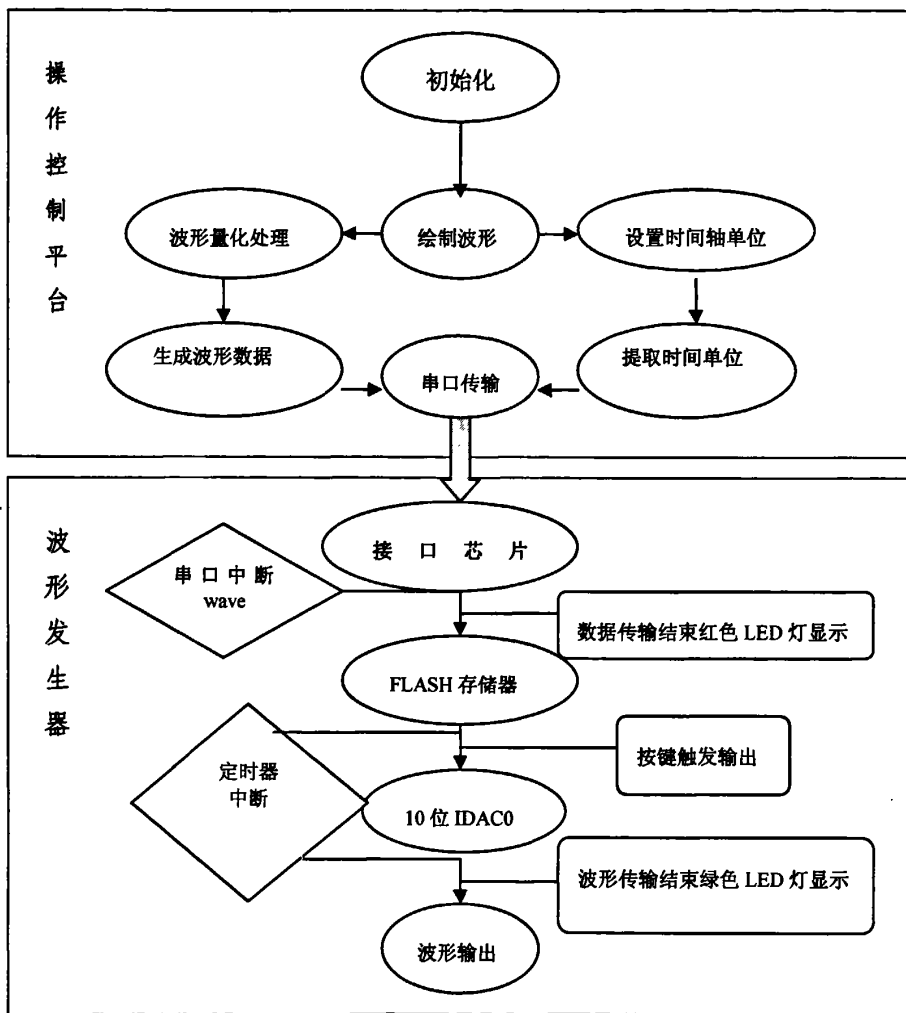 操作控制平台
初始化
波形量化处理
绘制波形
设置时间轴单位
生成波形数据
串口传输
提取时间单位
波形发生器
接口芯片
串口中断
wave
数据传输结束红色 LED 灯显示
FLASH 存储器
定时器
中断
按键触发输出
10 位 IDAC0
波形传输结束绿色 LED 灯显示
波形输出